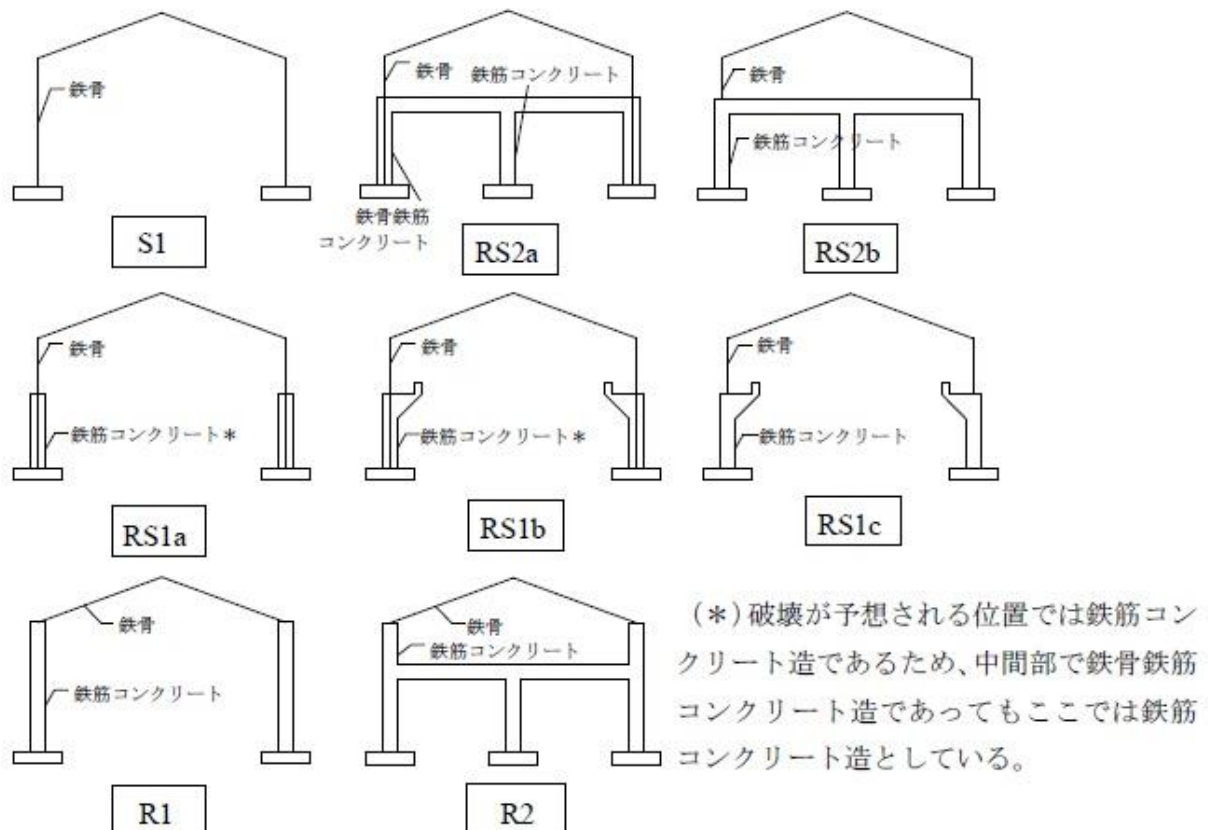 鉄骨
S1
鉄骨
鉄筋コンクリート
鉄骨鉄筋
コンクリート
RS2a
鉄骨
鉄筋コンクリート
RS2b
鉄骨
鉄筋コンクリート＊
RS1a
鉄骨
鉄筋コンクリート＊
RS1b
鉄骨
鉄筋コンクリート
RS1c
鉄骨
鉄筋コンクリート
R1
鉄骨
鉄筋コンクリート
R2
(＊)破壊が予想される位置では鉄筋コン
クリート造であるため、中間部で鉄骨鉄筋
コンクリート造であってもここでは鉄筋
コンクリート造としている。